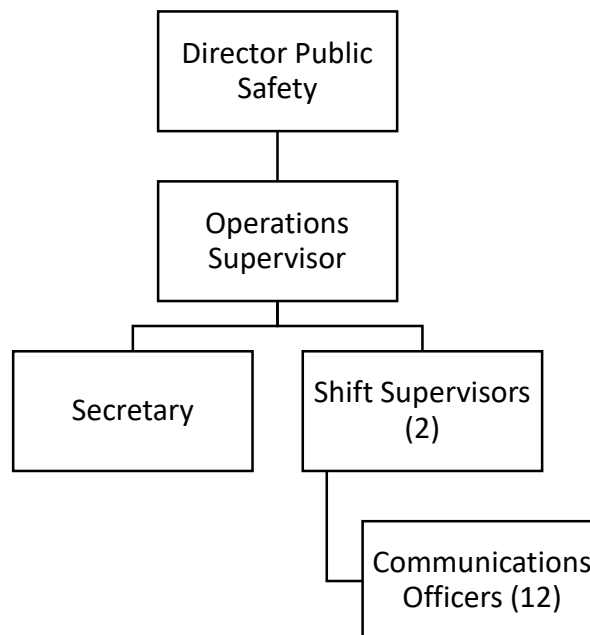 Director Public
Safety
Operations
Supervisor
Secretary
Shift Supervisors
(2)
Communications
Officers (12)